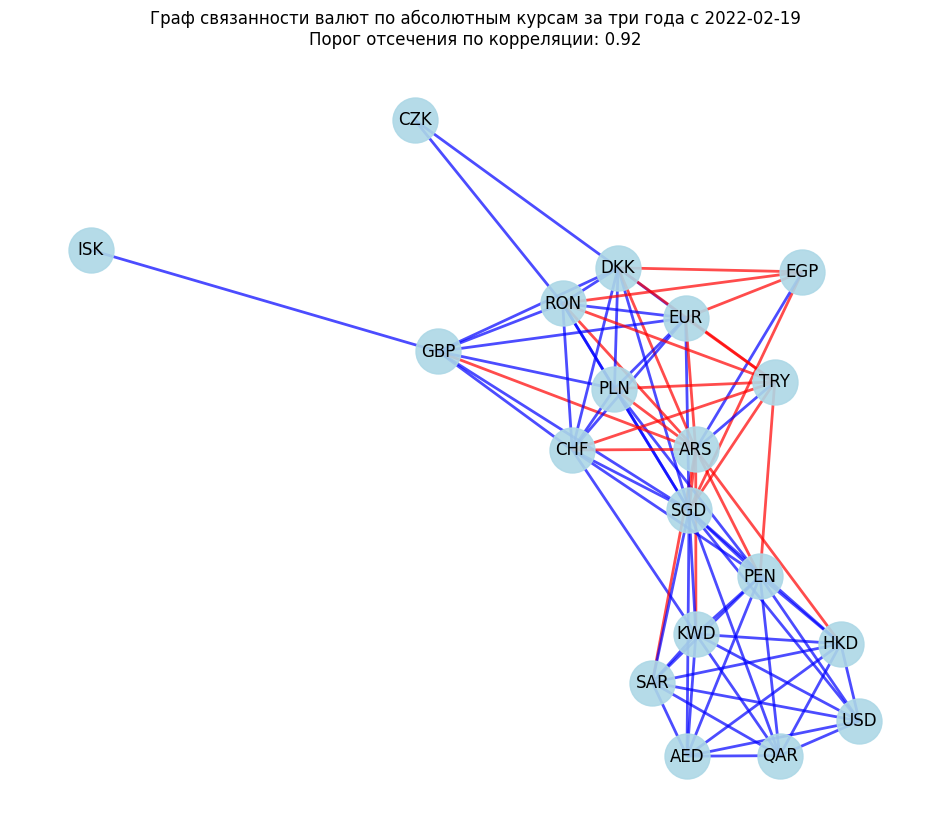 Граф связанности валют по абсолютным курсам за три года с 2022-02-19
Порог отсечения по корреляции: 0.92
CZK
ISK
DKK
EGP
RON
EUR
GBP
TRY
PLN
CHF
ARS
SGD
PEN
KWD
HKD
SAR
USD
AED
QAR